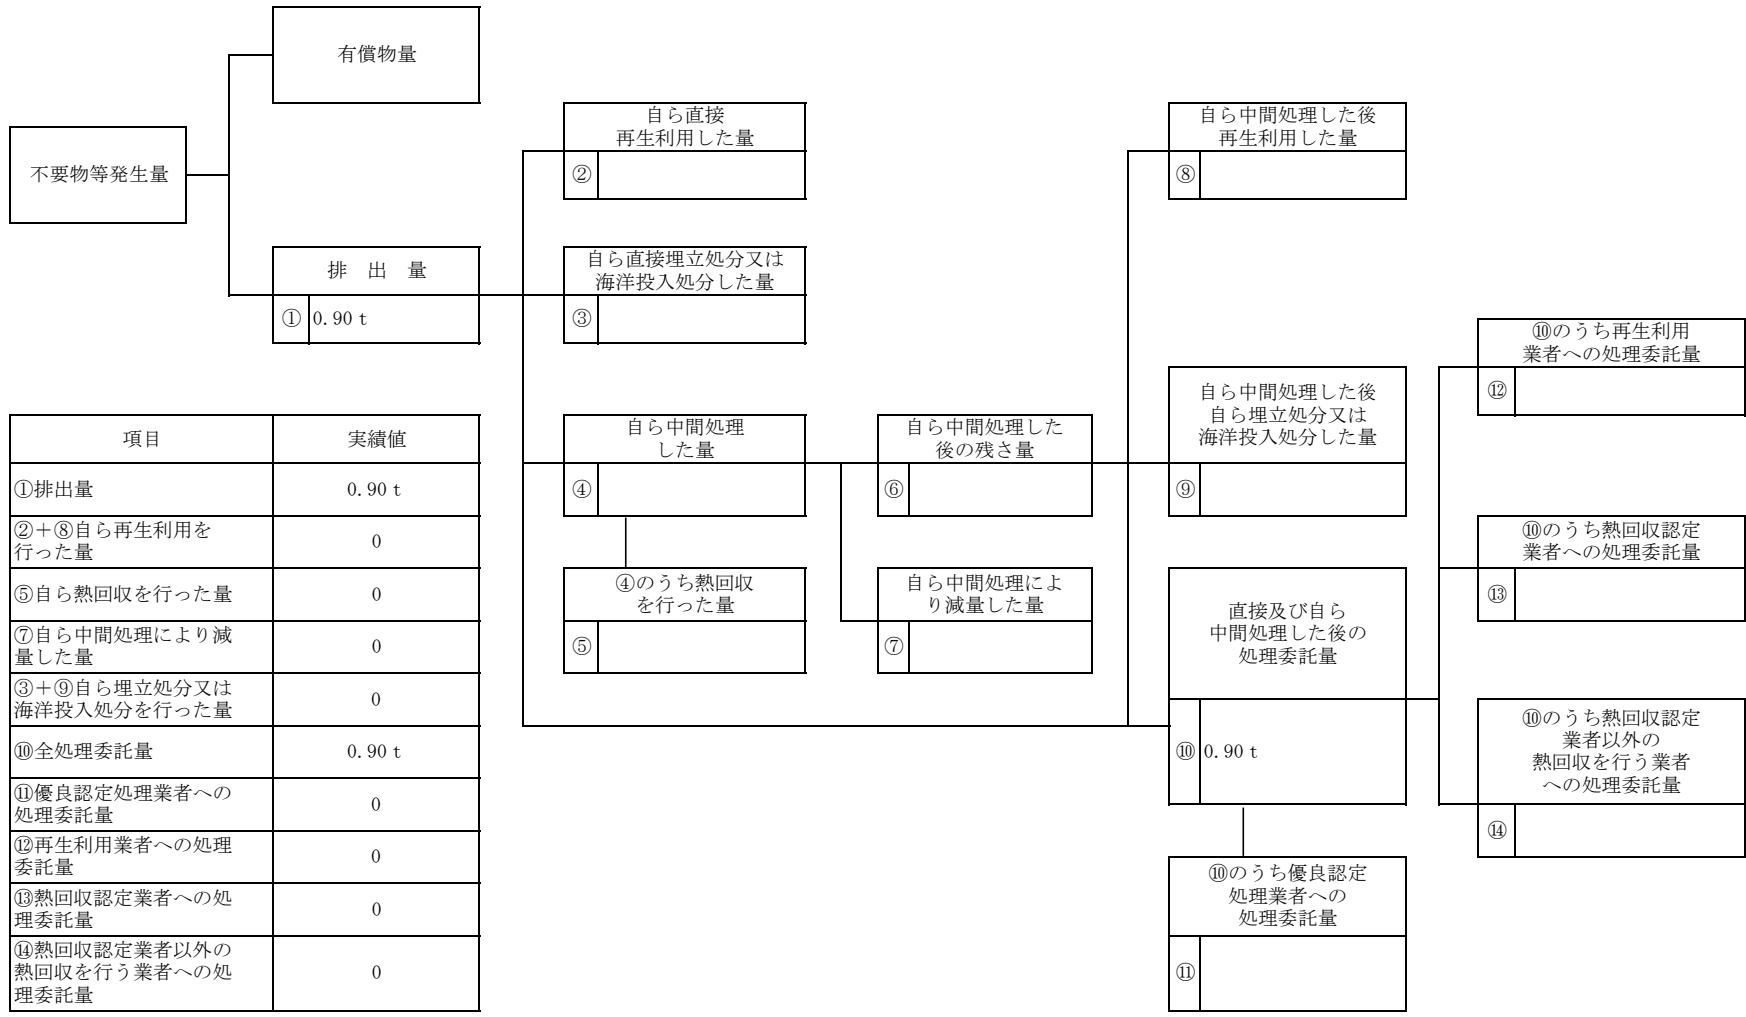 有償物量
不要物等発生量
排　出　量
①
0.90 t
自ら直接
再生利用した量
②
自ら直接埋立処分又は
海洋投入処分した量
③
自ら中間処理
した量
④
④のうち熱回収
を行った量
⑤
自ら中間処理した
後の残さ量
⑥
自ら中間処理によ
り減量した量
⑦
自ら中間処理した後
再生利用した量
⑧
自ら中間処理した後
自ら埋立処分又は
海洋投入処分した量
⑨
直接及び自ら
中間処理した後の
処理委託量
⑩
0.90 t
⑩のうち優良認定
処理業者への
処理委託量
⑪
⑩のうち再生利用
業者への処理委託量
⑫
⑩のうち熱回収認定
業者への処理委託量
⑬
⑩のうち熱回収認定
業者以外の
熱回収を行う業者
への処理委託量
⑭
項目
実績値
①排出量
0.90 t
②＋⑧自ら再生利用を
行った量
0
⑤自ら熱回収を行った量
0
⑦自ら中間処理により減
量した量
0
③＋⑨自ら埋立処分又は
海洋投入処分を行った量
0
⑩全処理委託量
0.90 t
⑪優良認定処理業者への
処理委託量
0
⑫再生利用業者への処理
委託量
0
⑬熱回収認定業者への処
理委託量
0
⑭熱回収認定業者以外の
熱回収を行う業者への処
理委託量
0